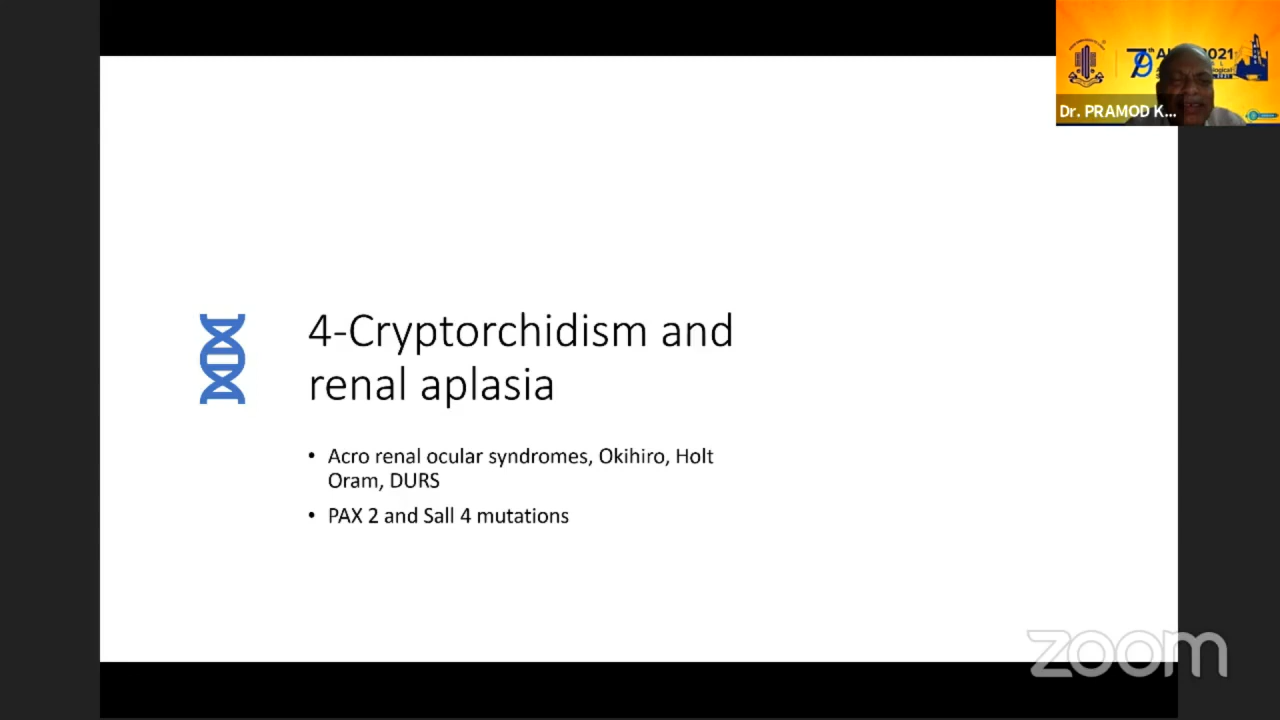 4-Cryptorchidism and
renal aplasia
• Acro renal ocular syndromes, Okihiro, Holt
Oram, DURS
• PAX 2 and Sall 4 mutations
2021
Dr. PRAMOD K...
zoom